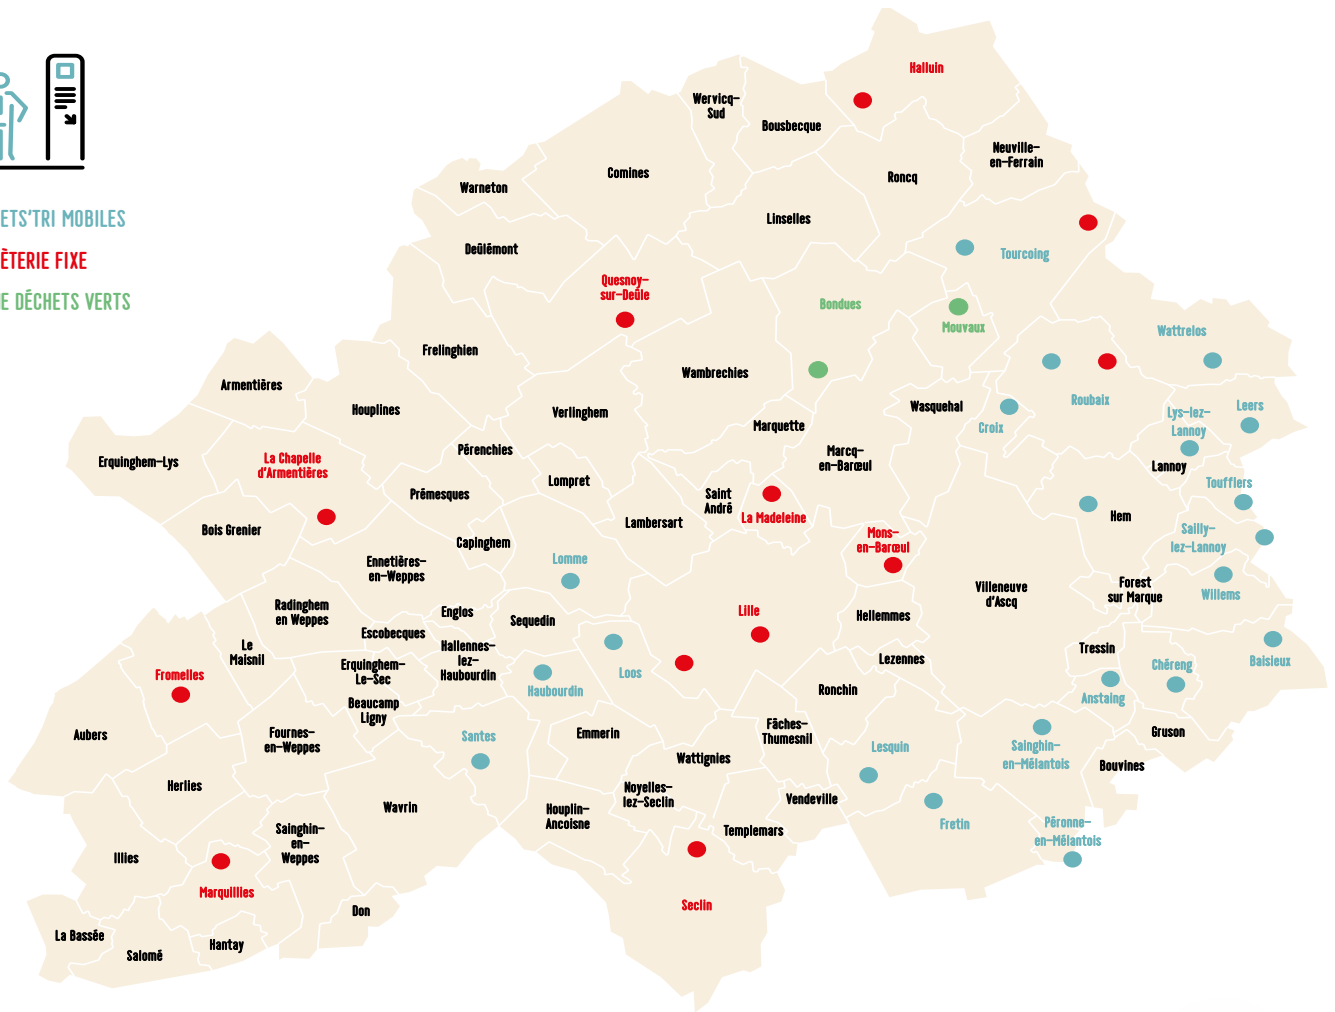 ETS'TRI MOBILES
ÈTERIE FIXE
E DÉCHETS VERTS
Halluin
Wervicq-
Sud
Bousbecque
Neuville-
en-Ferrain
Comines
Roncq
Warneton
Linselles
Deûlémont
Tourcoing
Quesnoy-
sur-Deûle
Bondues
Mouvaux
Wattrelos
Frelinghien
Armentières
Wambrechies
Houplines
Verlinghem
Wasquehal
Roubaix
Croix
Lys-lez-
Lannoy
Leers
Marquette
Erquinghem-Lys
La Chapelle
d'Armentières
Pérenchies
Marcq-
en-Barœul
Lannoy
Prémesques
Lompret
Saint
André
La Madeleine
Toufflers
Bois Grenier
Lambersart
Hem
Capinghem
Mons-
en-Barœul
Sailly-
lez-Lannoy
Ennetières-
en-Weppes
Lomme
Villeneuve
d'Ascq
Forest
sur Marque
Willems
Radinghem
en Weppes
Englos
Sequedin
Lille
Hellemmes
Escobecques
Le
Maisnil
Hallennes-
lez-
Haubourdin
Tressin
Lezennes
Baisieux
Fromelles
Erquinghem-
Le-Sec
Loos
Chéreng
Haubourdin
Ronchin
Anstaing
Beaucamp
Ligny
Aubers
Fournes-
en-Weppes
Santes
Emmerin
Fâches-
Thumesnil
Lesquin
Sainghin-
en-Mélantois
Gruson
Wattignies
Bouvines
Herlies
Noyelles-
lez-Seclin
Vendeville
Wavrin
Houplin-
Ancoisne
Templemars
Fretin
Péronne-
en-Mélantois
Sainghin-
en-
Weppes
Illies
Marquillies
Seclin
Don
La Bassée
Salomé
Hantay